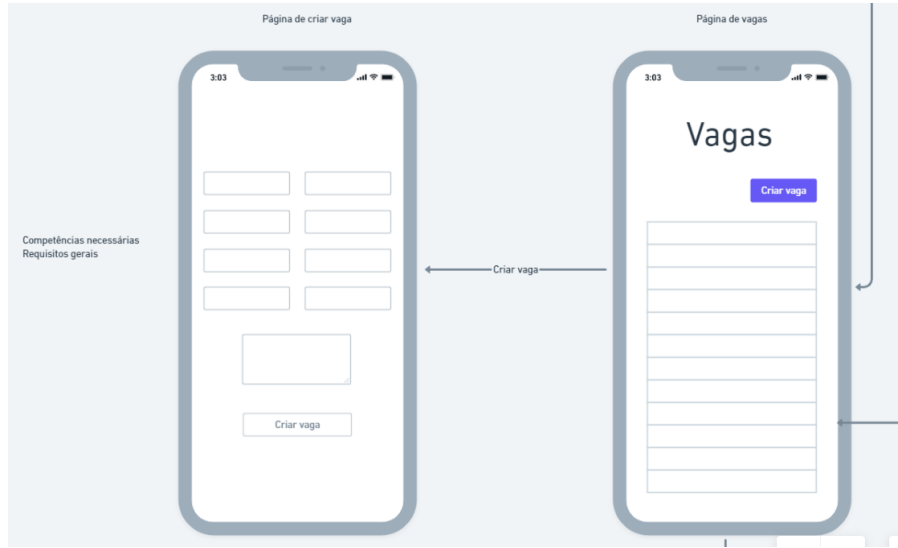 Página de criar vaga
Página de vagas
3:03
3:03
Vagas
Criar vaga
Competências necessárias
Requisitos gerais
Criar vaga
Criar vaga